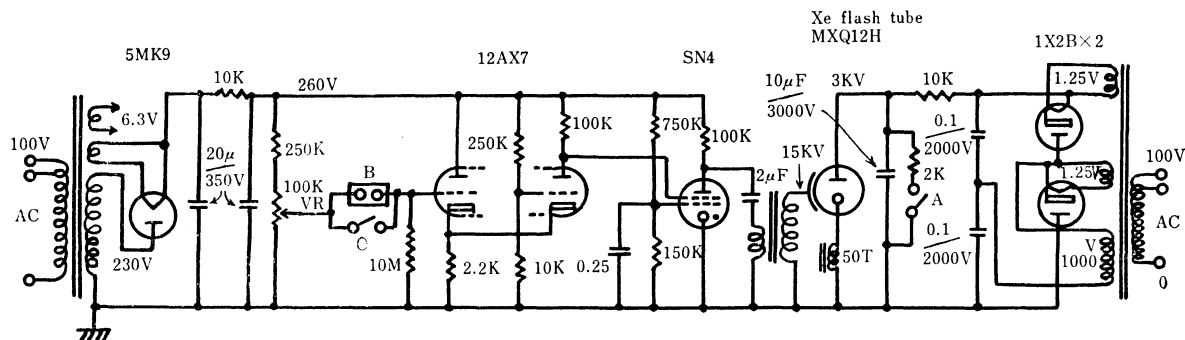 Xe flash tube
MXQ12H
5MK9
12AX7
SN4
1X2B×2
10K
260V
10μF
/3000V
3KV
10K
1.25V
6.3V
100V
20μ
/350V
250K
250K
100K
750K
100K
0.1
/2000V
100V
100K
VR
B
15KV
2K
2μF
A
1.25V
AC
C
0.1
/2000V
AC
230V
10M
2.2K
10K
0.25
150K
50T
V
1000
0